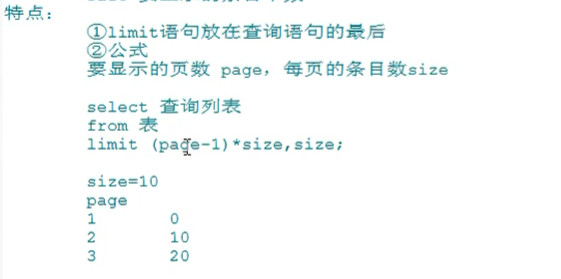 特点：
①limit语句放在查询语句的最后
②公式
要显示的页数 page，每页的条目数size
select 查询列表
from 表
limit (page-1)*size,size;
size=10
page
1 0
2 10
3 20